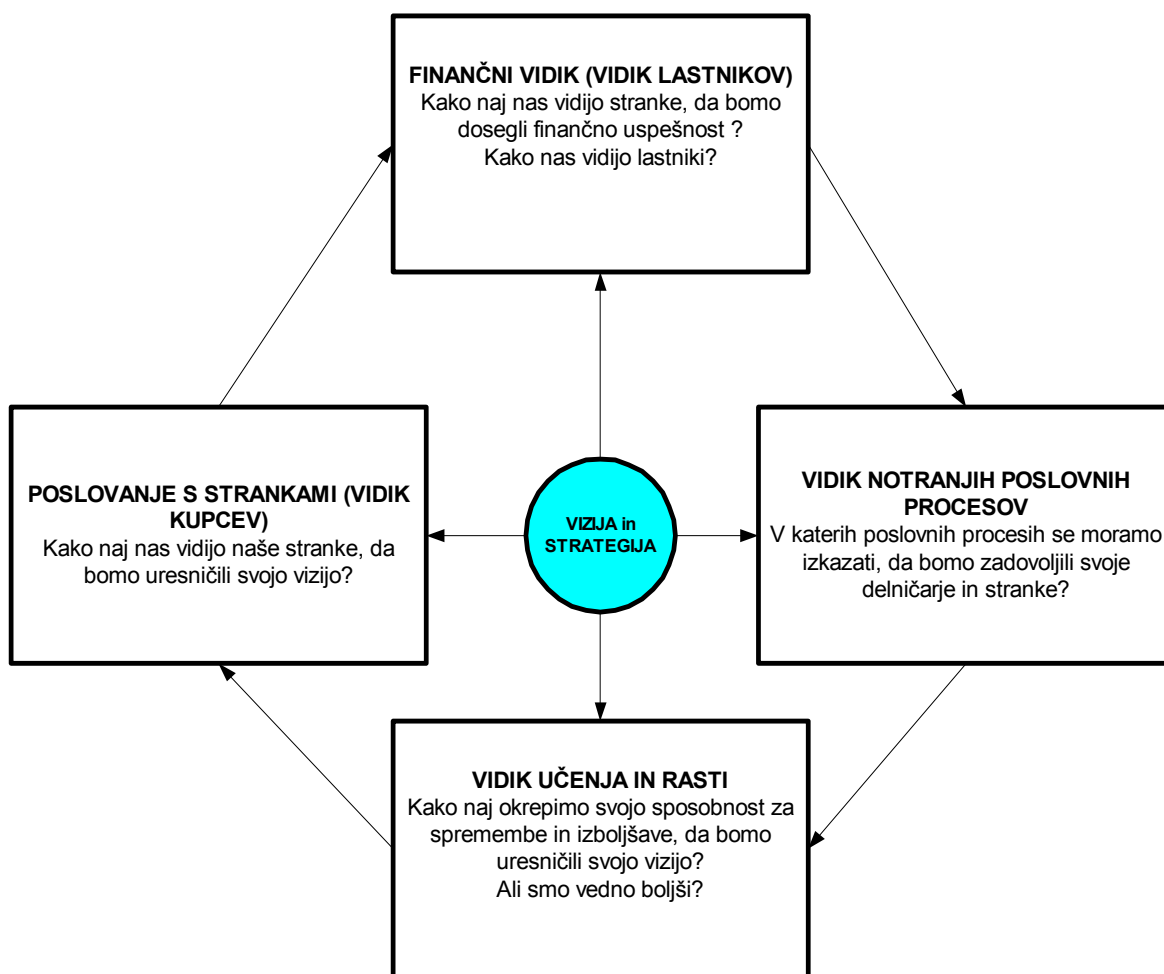 FINANČNI VIDIK (VIDIK LASTNIKOV)
Kako naj nas vidijo stranke, da bomo
dosegli finančno uspešnost ?
Kako nas vidijo lastniki?
POSLOVANJE S STRANKAMI (VIDIK
KUPCEV)
Kako naj nas vidijo naše stranke, da
bomo uresničili svojo vizijo?
VIZIJA in
STRATEGIJA
VIDIK NOTRANJIH POSLOVNIH
PROCESOV
V katerih poslovnih procesih se moramo
izkazati, da bomo zadovoljili svoje
delničarje in stranke?
VIDIK UČENJA IN RASTI
Kako naj okrepimo svojo sposobnost za
spremembe in izboljšave, da bomo
uresničili svojo vizijo?
Ali smo vedno boljši?